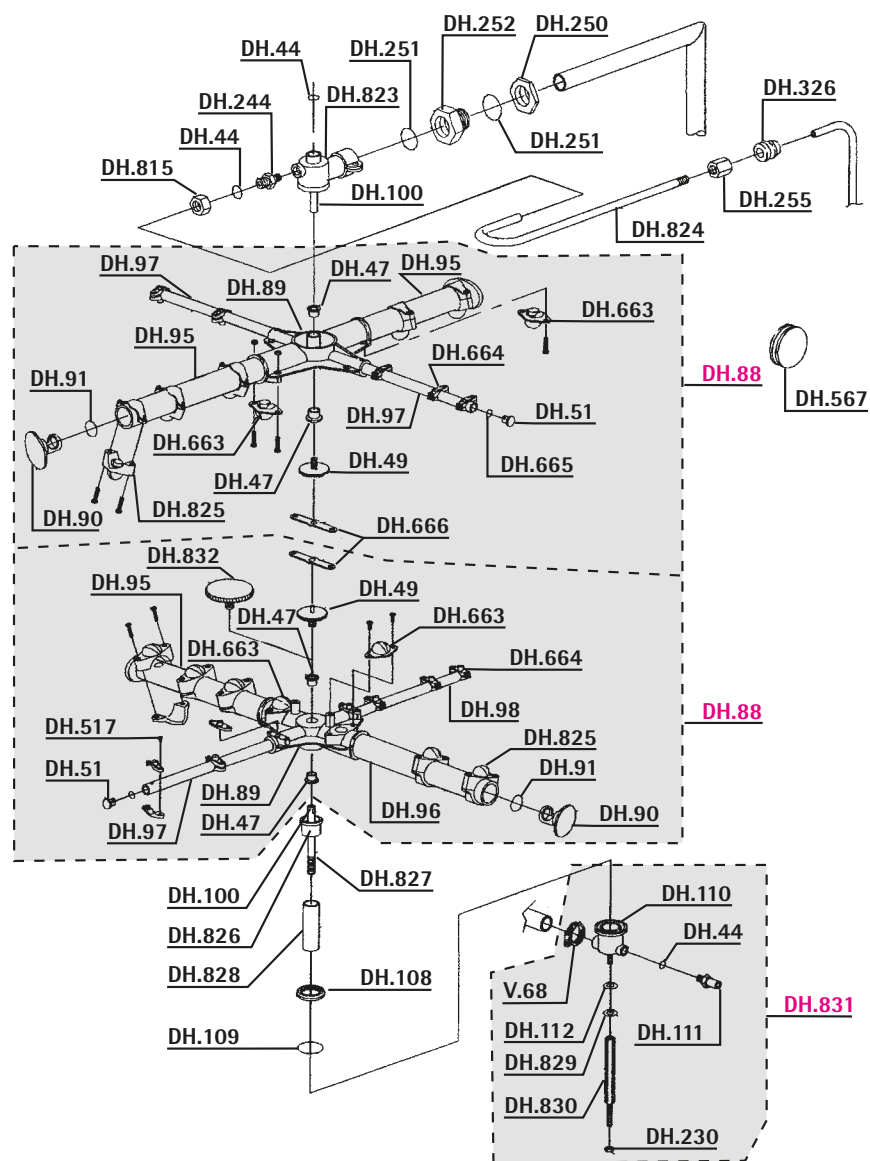 DH.44
DH.251
DH.252
DH.250
DH.244
DH.823
DH.326
DH.44
DH.251
DH.815
DH.100
DH.255
DH.824
DH.97
DH.47
DH.95
DH.89
DH.663
DH.95
DH.664
DH.91
DH.88
DH.567
DH.97
DH.51
DH.663
DH.49
DH.665
DH.47
DH.90
DH.825
DH.666
DH.832
DH.95
DH.49
DH.47
DH.663
DH.663
DH.664
DH.98
DH.517
DH.88
DH.825
DH.51
DH.91
DH.89
DH.97
DH.47
DH.96
DH.90
DH.827
DH.100
DH.110
DH.826
DH.44
DH.828
DH.108
V.68
DH.831
DH.112
DH.111
DH.109
DH.829
DH.830
DH.230